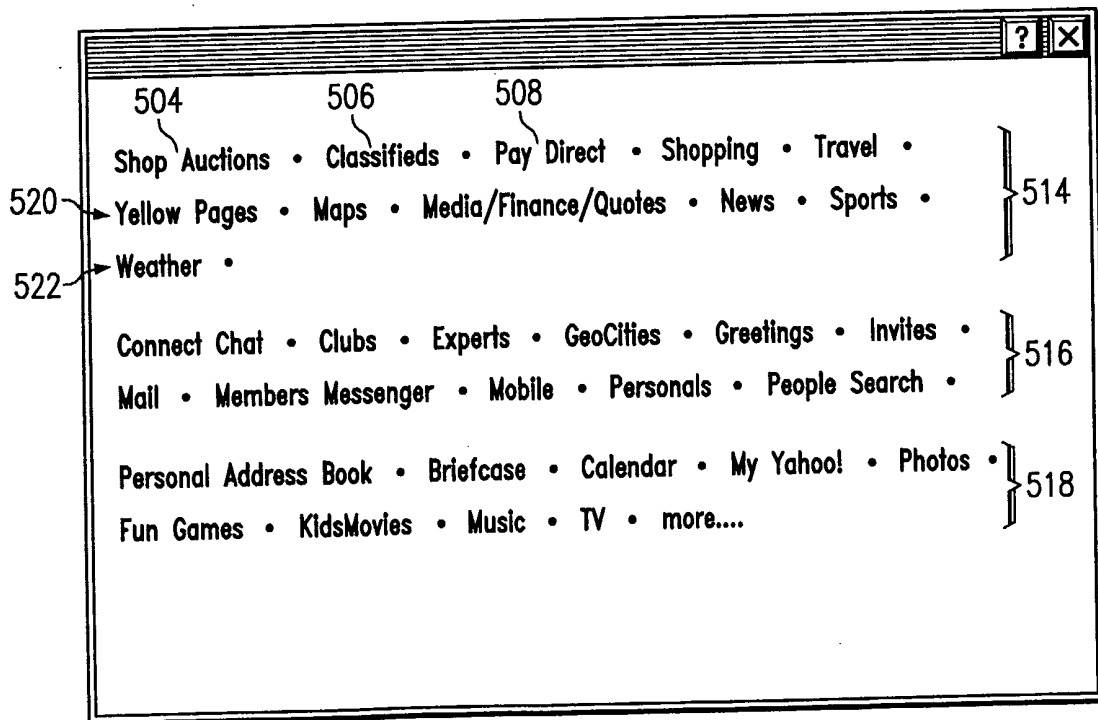 ? X
504 506 508
Shop Auctions • Classifieds • Pay Direct • Shopping • Travel •
520 Yellow Pages • Maps • Media/Finance/Quotes • News • Sports • 514
522 Weather •
Connect Chat • Clubs • Experts • GeoCities • Greetings • Invites •
516
Mail • Members Messenger • Mobile • Personals • People Search •
Personal Address Book • Briefcase • Calendar • My Yahoo! • Photos •
518
Fun Games • KidsMovies • Music • TV • more....